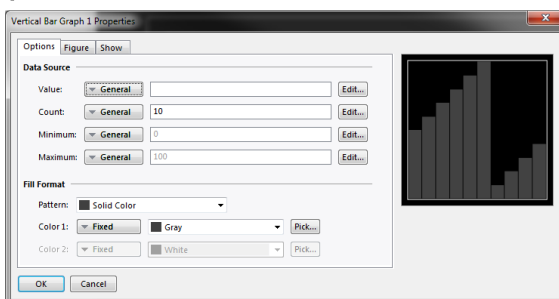 Vertical Bar Graph 1 Properties
Options Figure Show
Data Source
Value: General Edit...
Count: General 10 Edit...
Minimum: General 0 Edit...
Maximum: General 100 Edit...
Fill Format
Pattern: Solid Color
Color 1: Fixed Gray Pick...
Color 2: Fixed White Pick...
OK Cancel